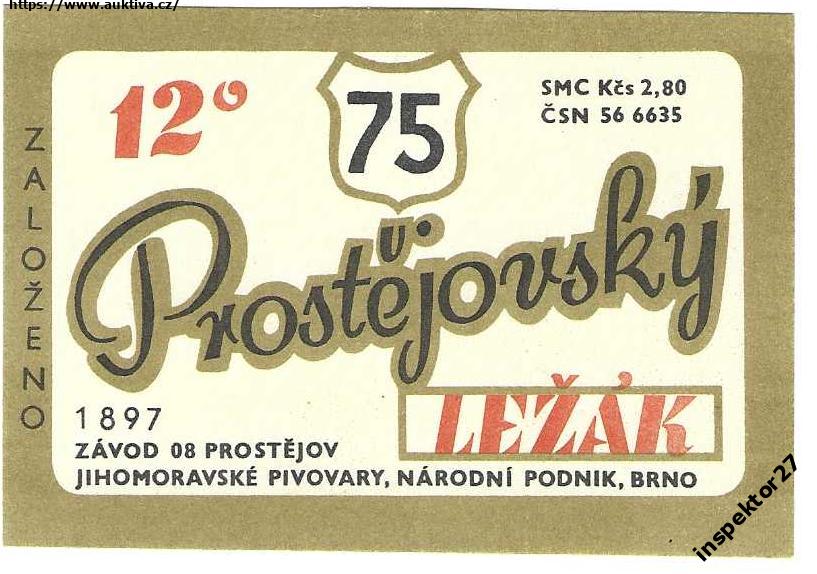 https://www.auktiva.cz/
12°
75
SMC Kčs 2,80
ČSN 56 6635
Prostějovský
LEŽÁK
ZALOŽENO
1897
ZÁVOD 08 PROSTĚJOV
JIHOMORAVSKÉ PIVOVARY, NÁRODNÍ PODNIK, BRNO
inspektor27